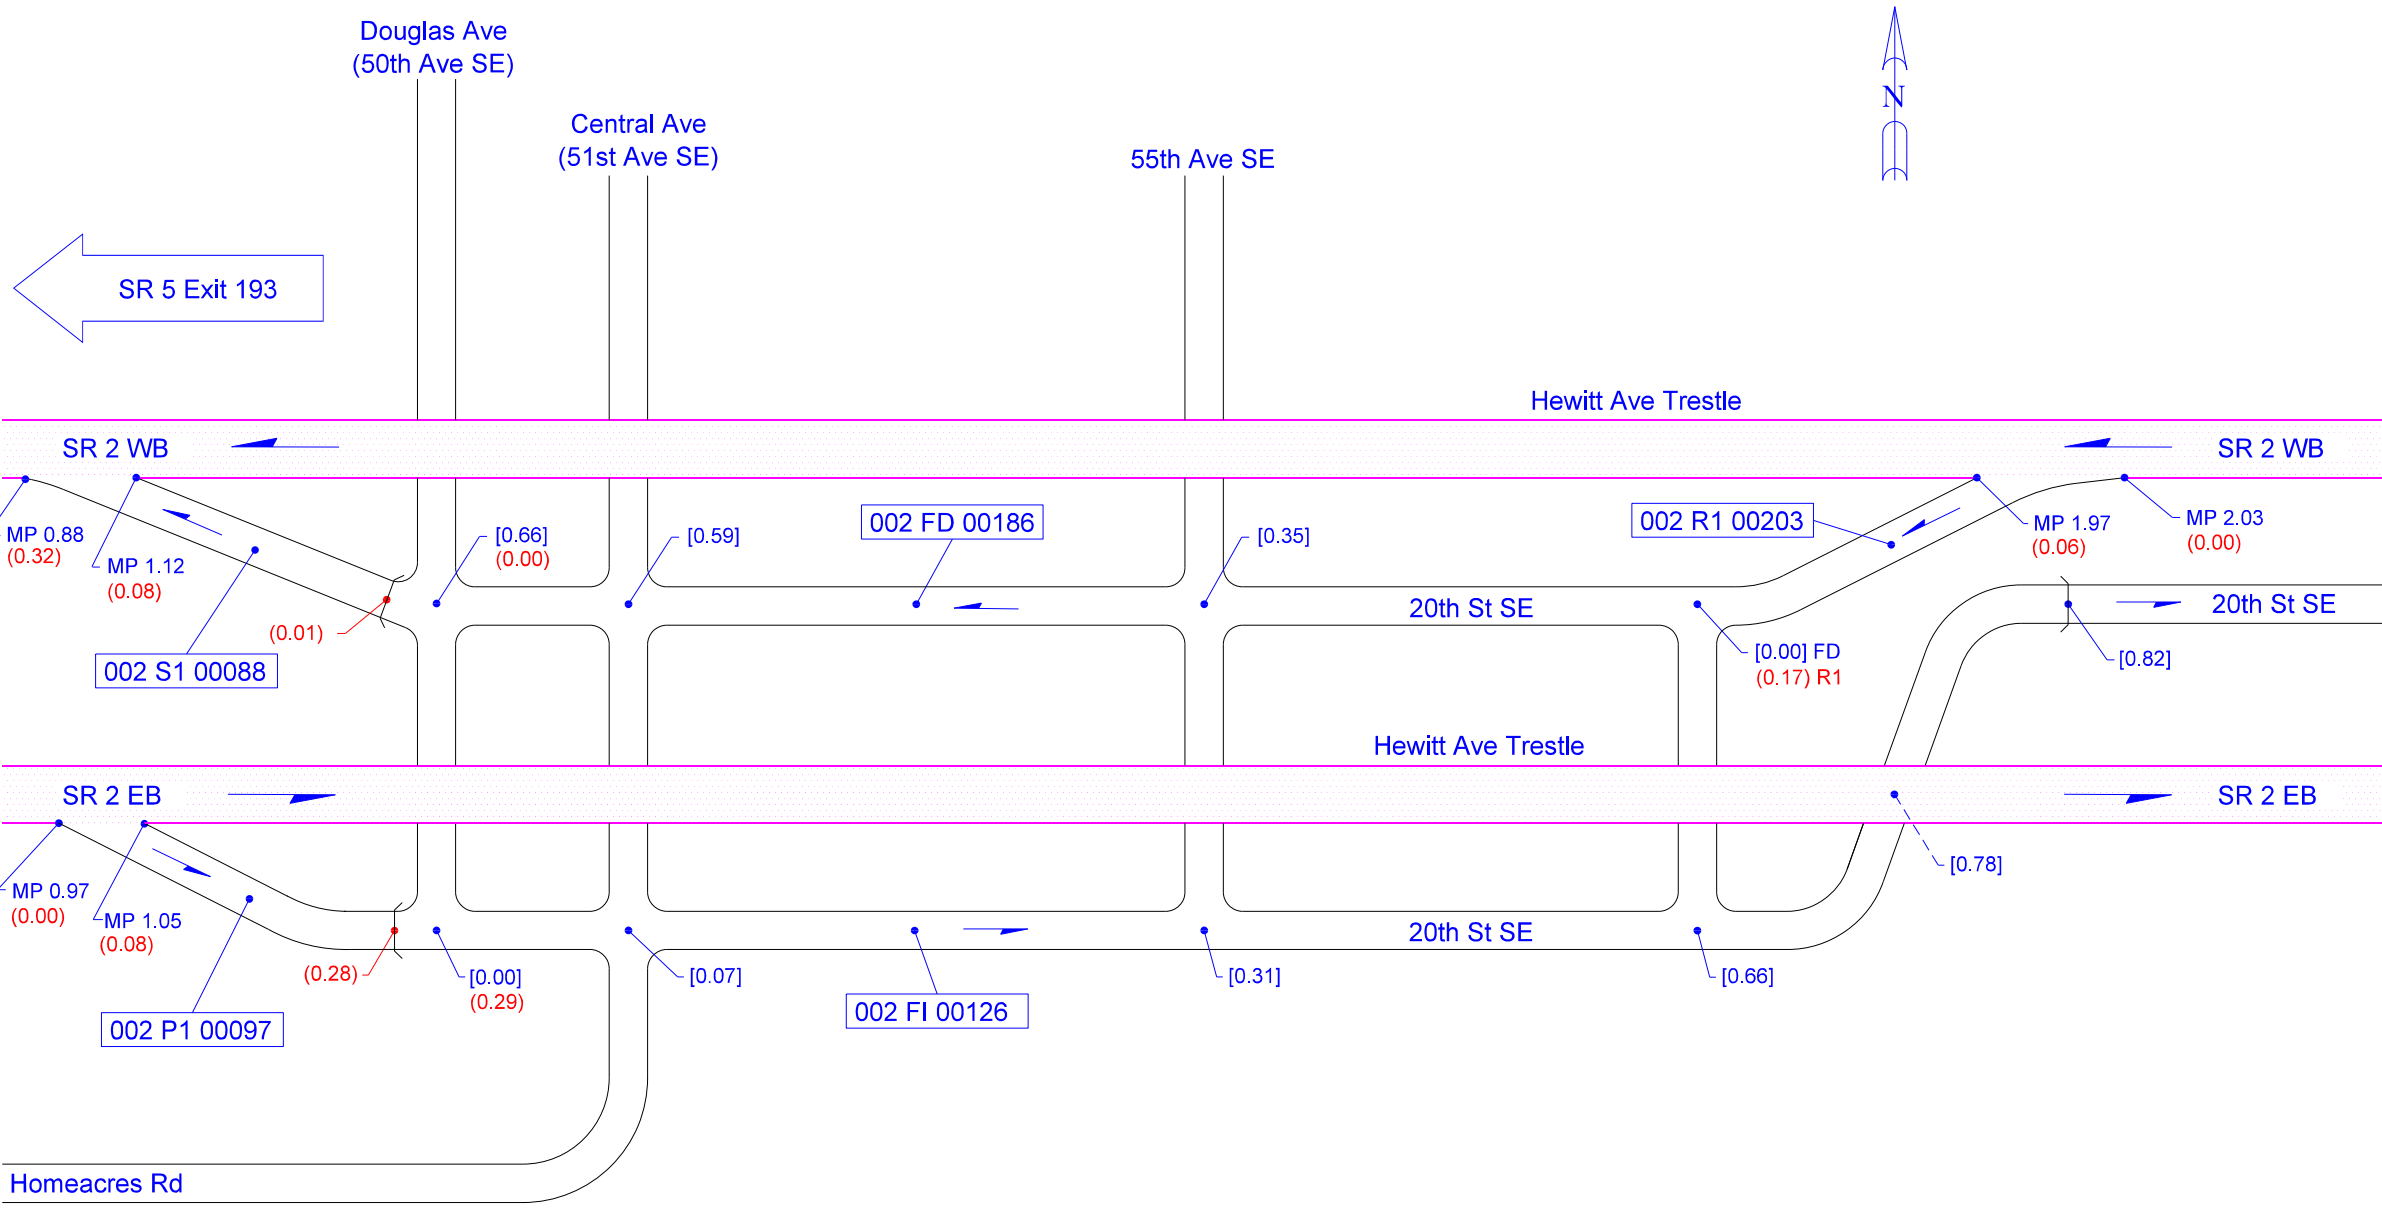 Douglas Ave
(50th Ave SE)
Central Ave
(51st Ave SE)
55th Ave SE
N
SR 5 Exit 193
Hewitt Ave Trestle
SR 2 WB
SR 2 WB
MP 0.88
(0.32)
MP 1.12
(0.08)
[0.66]
(0.00)
[0.59]
002 FD 00186
[0.35]
002 R1 00203
MP 1.97
(0.06)
MP 2.03
(0.00)
(0.01)
002 S1 00088
20th St SE
20th St SE
[0.00] FD
(0.17) R1
[0.82]
Hewitt Ave Trestle
SR 2 EB
SR 2 EB
MP 0.97
(0.00)
MP 1.05
(0.08)
[0.78]
(0.28)
[0.00]
(0.29)
[0.07]
20th St SE
[0.31]
[0.66]
002 P1 00097
002 FI 00126
Homeacres Rd